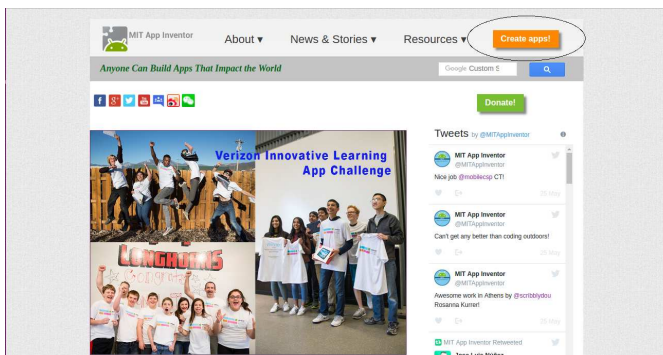 MIT App Inventor
About ▾
News & Stories ▾
Resources ▾
Create apps!
Anyone Can Build Apps That Impact the World
Google Custom S
Donate!
Verizon Innovative Learning
App Challenge
LONGHORNS
Tweets by @MITAppInventor
MIT App Inventor
@MITAppInventor
Nice job @mobilecsp CT!
MIT App Inventor
@MITAppInventor
Can't get any better than coding outdoors!
MIT App Inventor
@MITAppInventor
Awesome work in Athens by @scribblydou
Rosanna Kurrer!
MIT App Inventor Retweeted